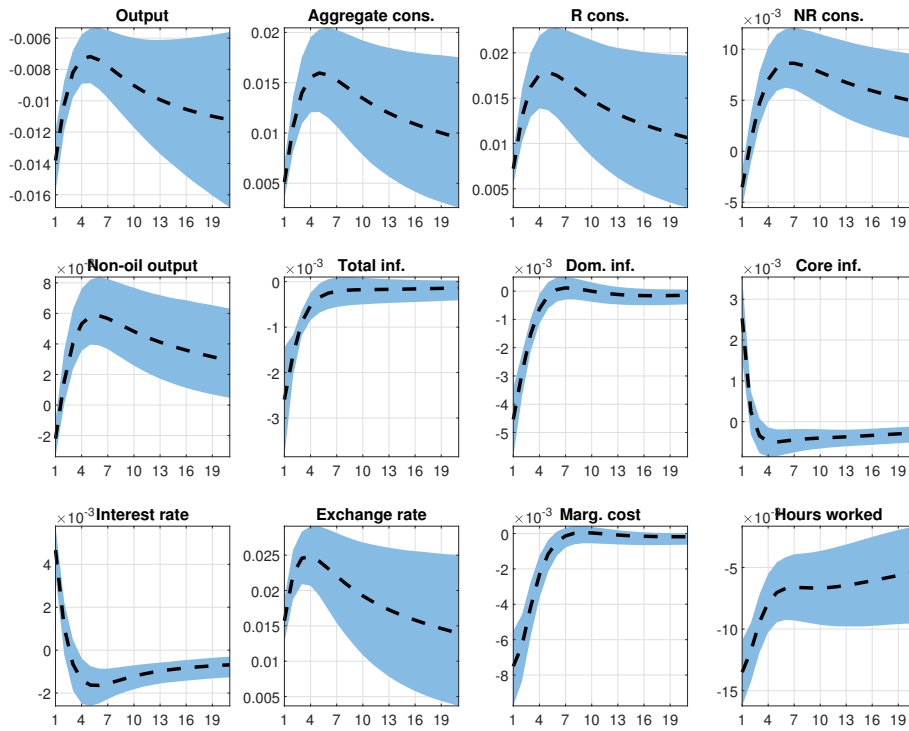 Output
Aggregate cons.
R cons.
NR cons.
-0.006
-0.008
-0.01
-0.012
-0.014
-0.016
1 4 7 10 13 16 19
0.02
0.015
0.01
0.005
1 4 7 10 13 16 19
0.02
0.015
0.01
0.005
1 4 7 10 13 16 19
×10⁻³
10
5
0
-5
1 4 7 10 13 16 19
Non-oil output
Total inf.
Dom. inf.
Core inf.
8
6
4
2
0
-2
1 4 7 10 13 16 19
×10⁻³
0
-1
-2
-3
1 4 7 10 13 16 19
×10⁻³
0
-1
-2
-3
-4
-5
1 4 7 10 13 16 19
×10⁻³
3
2
1
0
1 4 7 10 13 16 19
Interest rate
Exchange rate
Marg. cost
Hours worked
×10⁻³
4
2
0
-2
1 4 7 10 13 16 19
0.025
0.02
0.015
0.01
0.005
1 4 7 10 13 16 19
×10⁻³
0
-2
-4
-6
-8
1 4 7 10 13 16 19
-5
-10
-15
1 4 7 10 13 16 19